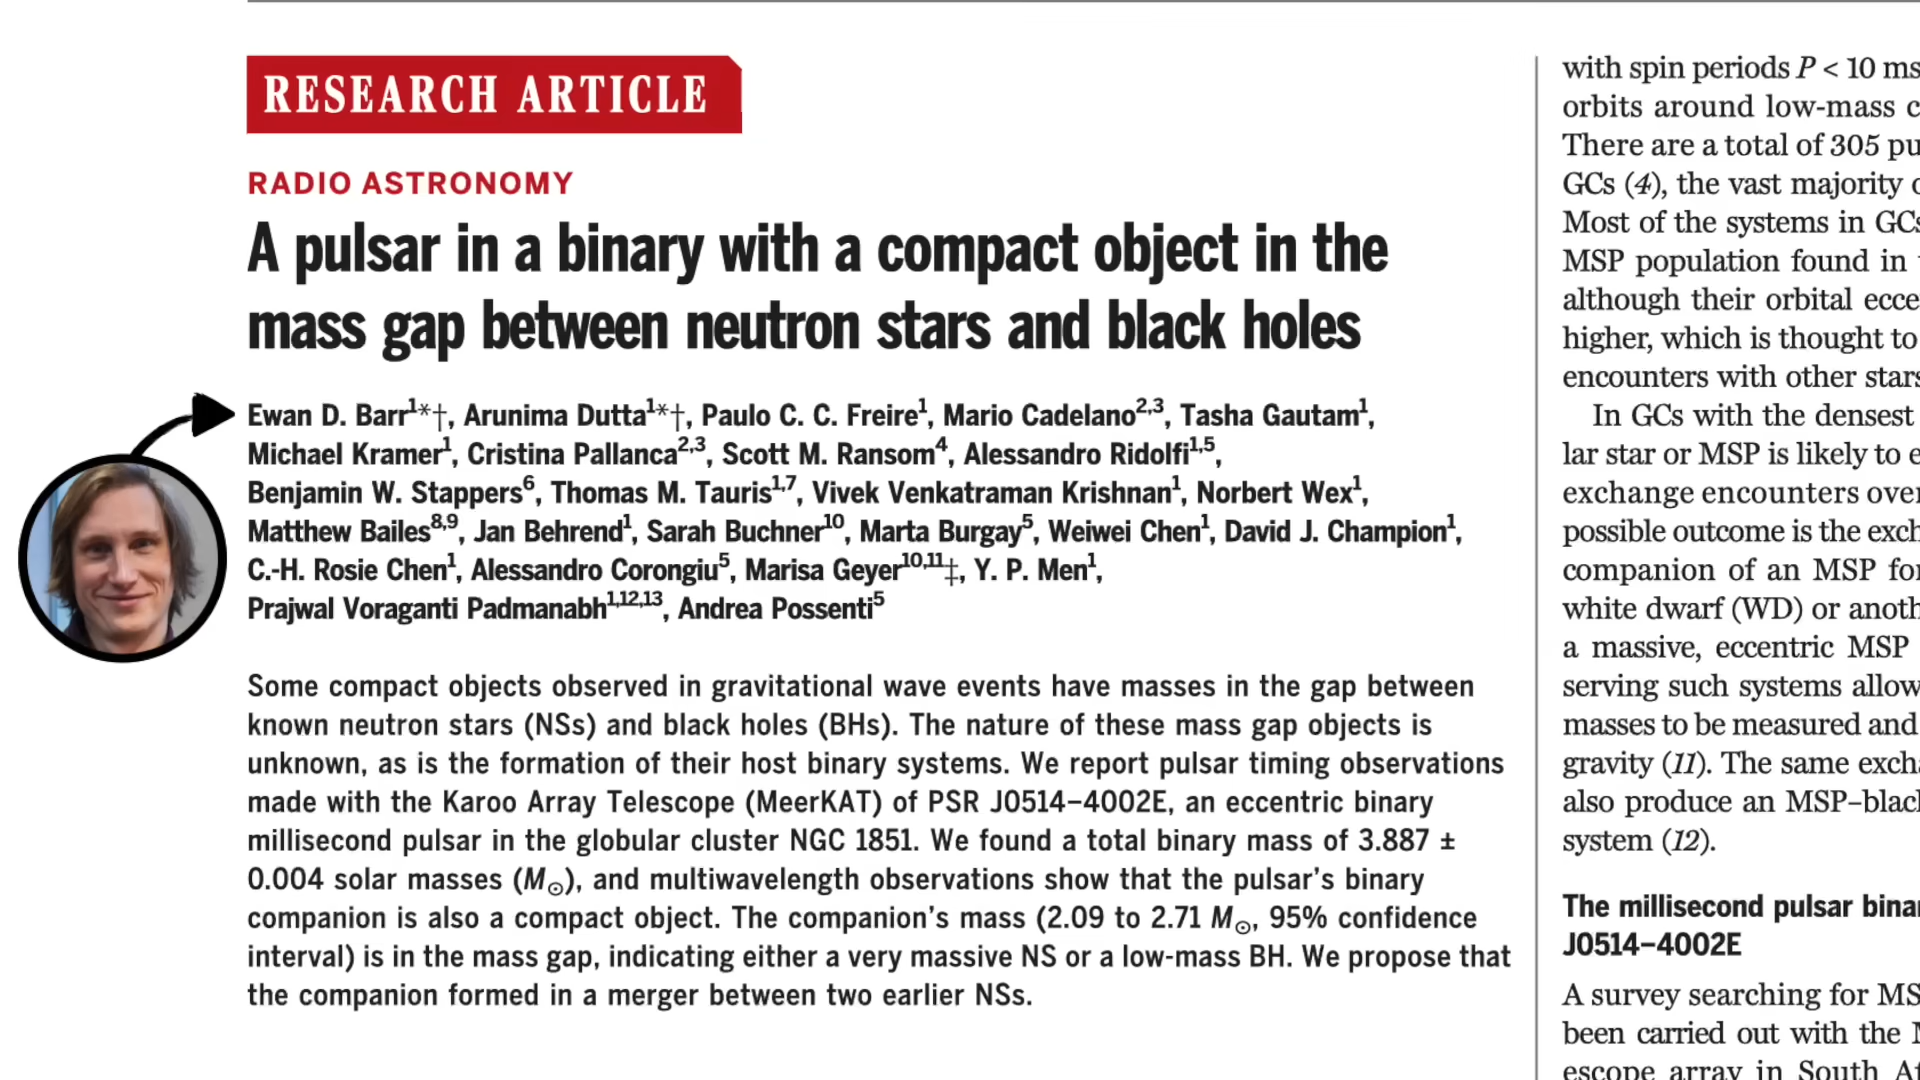 RESEARCH ARTICLE
RADIO ASTRONOMY
A pulsar in a binary with a compact object in the
mass gap between neutron stars and black holes
Ewan D. Barr¹*†, Arunima Dutta¹*†, Paulo C. C. Freire¹, Mario Cadelano²,³, Tasha Gautam¹,
Michael Kramer¹, Cristina Pallanca²,³, Scott M. Ransom⁴, Alessandro Ridolfi¹,⁵,
Benjamin W. Stappers⁶, Thomas M. Tauris¹,⁷, Vivek Venkatraman Krishnan¹, Norbert Wex¹,
Matthew Bailes⁸,⁹, Jan Behrend¹, Sarah Buchner¹⁰, Marta Burgay⁵, Weiwei Chen¹, David J. Champion¹,
C.-H. Rosie Chen¹, Alessandro Corongiu⁵, Marisa Geyer¹⁰,¹¹‡, Y. P. Men¹,
Prajwal Voraganti Padmanabh¹,¹²,¹³, Andrea Possenti⁵
Some compact objects observed in gravitational wave events have masses in the gap between
known neutron stars (NSs) and black holes (BHs). The nature of these mass gap objects is
unknown, as is the formation of their host binary systems. We report pulsar timing observations
made with the Karoo Array Telescope (MeerKAT) of PSR J0514–4002E, an eccentric binary
millisecond pulsar in the globular cluster NGC 1851. We found a total binary mass of 3.887 ±
0.004 solar masses (M☉), and multiwavelength observations show that the pulsar's binary
companion is also a compact object. The companion's mass (2.09 to 2.71 M☉, 95% confidence
interval) is in the mass gap, indicating either a very massive NS or a low-mass BH. We propose that
the companion formed in a merger between two earlier NSs.
with spin periods P < 10 ms
orbits around low-mass
There are a total of 305
GCs (4), the vast majority
Most of the systems in GCs
MSP population found in
although their orbital
higher, which is thought to
encounters with other stars
In GCs with the densest
lar star or MSP is likely to
exchange encounters
possible outcome is the
companion of an MSP
white dwarf (WD) or
a massive, eccentric MSP
serving such systems
masses to be measured and
gravity (11). The same
also produce an
system (12).
The millisecond pulsar
J0514–4002E
A survey searching for
been carried out with the
escope array in South